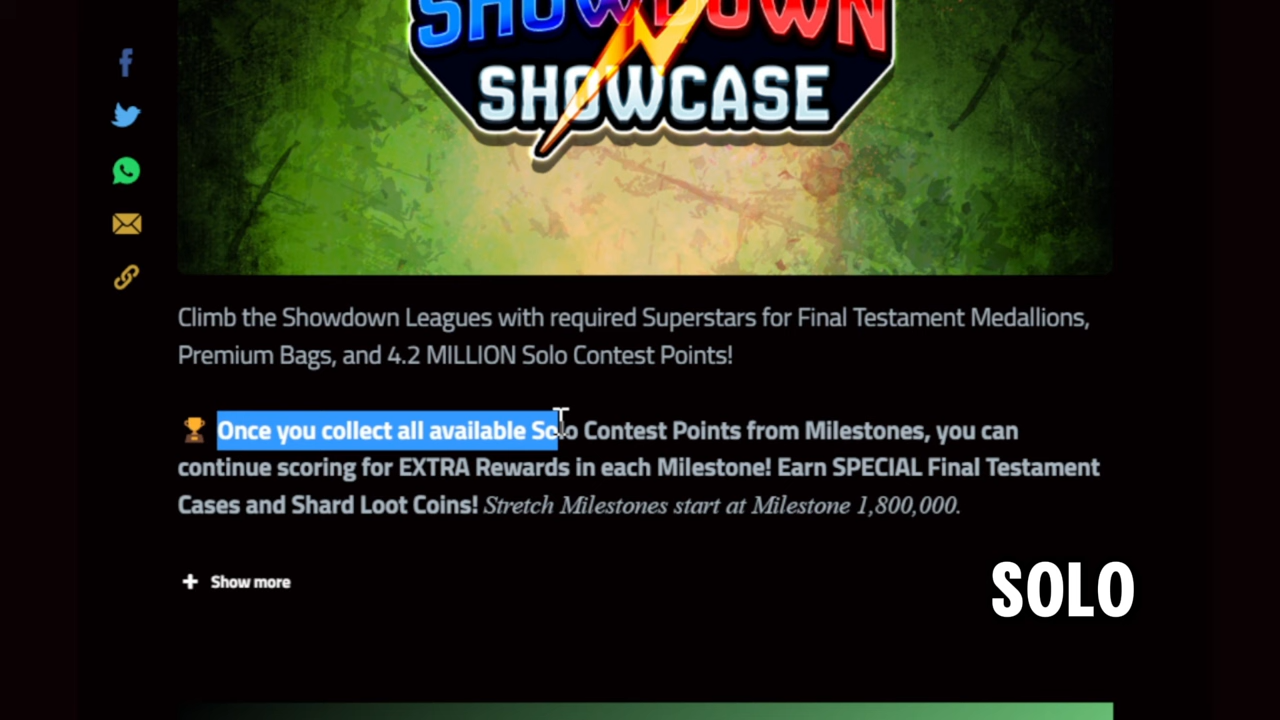 SHOWDOWN
SHOWCASE
Climb the Showdown Leagues with required Superstars for Final Testament Medallions,
Premium Bags, and 4.2 MILLION Solo Contest Points!
Once you collect all available Solo Contest Points from Milestones, you can
continue scoring for EXTRA Rewards in each Milestone! Earn SPECIAL Final Testament
Cases and Shard Loot Coins! Stretch Milestones start at Milestone 1,800,000.
Show more
SOLO